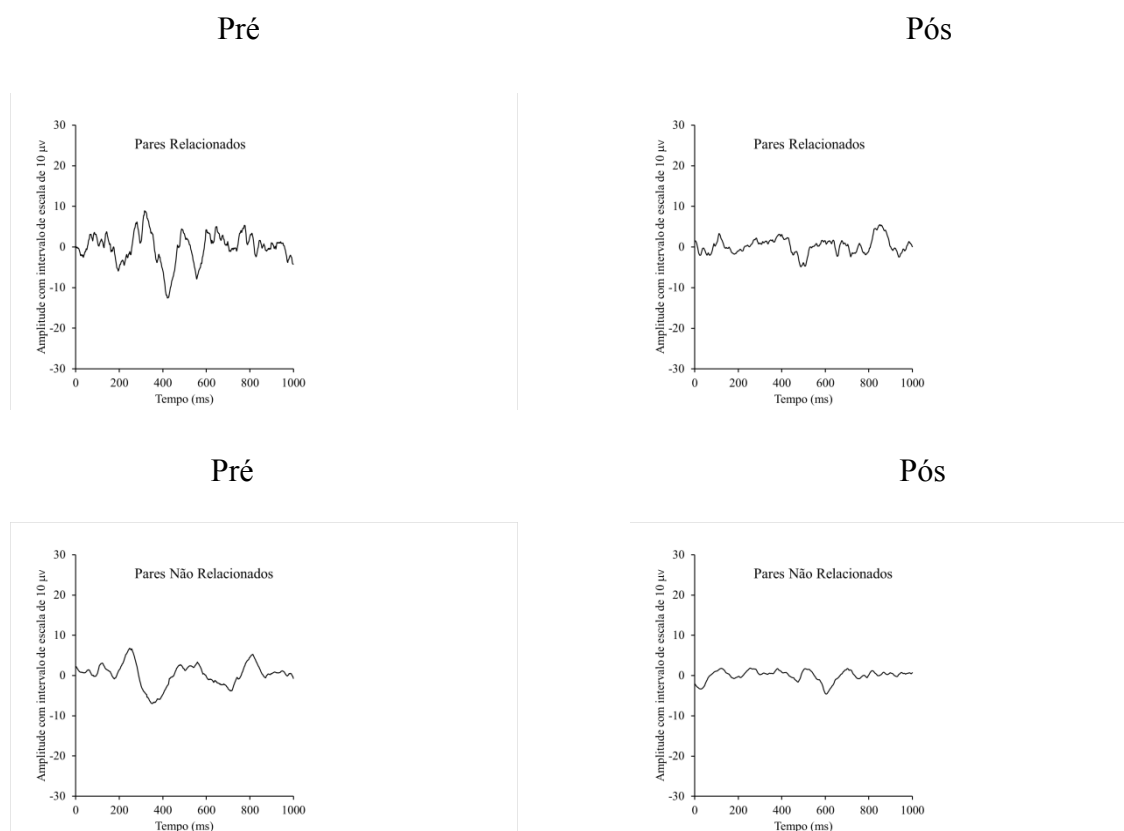 Pré
Pós
Amplitude com intervalo de escala de 10 μv
30
20
10
0
-10
-20
-30
Pares Relacionados
0 200 400 600 800 1000
Tempo (ms)
Amplitude com intervalo de escala de 10 μv
30
20
10
0
-10
-20
-30
Pares Relacionados
0 200 400 600 800 1000
Tempo (ms)
Pré
Pós
Amplitude com intervalo de escala de 10 μv
30
20
10
0
-10
-20
-30
Pares Não Relacionados
0 200 400 600 800 1000
Tempo (ms)
Amplitude com intervalo de escala de 10 μv
30
20
10
0
-10
-20
-30
Pares Não Relacionados
0 200 400 600 800 1000
Tempo (ms)